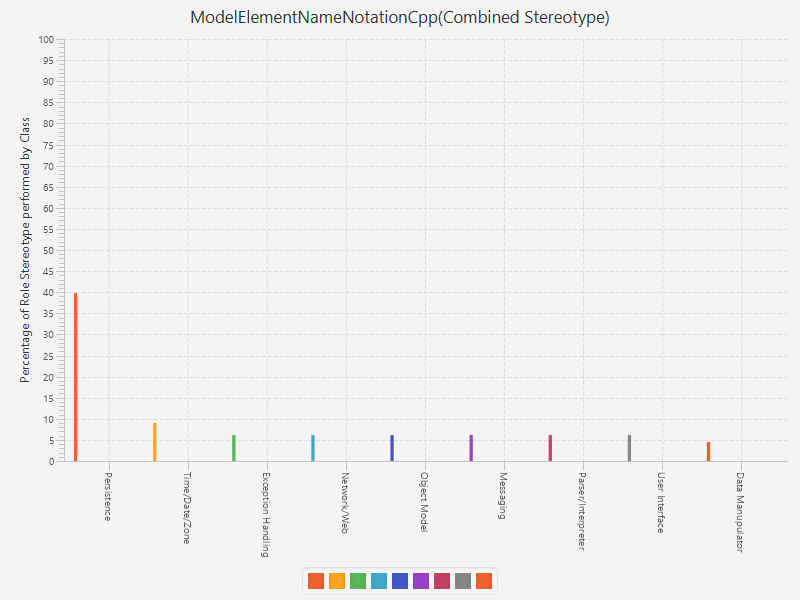 ModelElementNameNotationCpp(Combined Stereotype)
Percentage of Role Stereotype performed by Class
100
95
90
85
80
75
70
65
60
55
50
45
40
35
30
25
20
15
10
5
0
Persistence
Time/Date/Zone
Exception Handling
Network/Web
Object Model
Messaging
Parser/Interpreter
User Interface
Data Manupulator